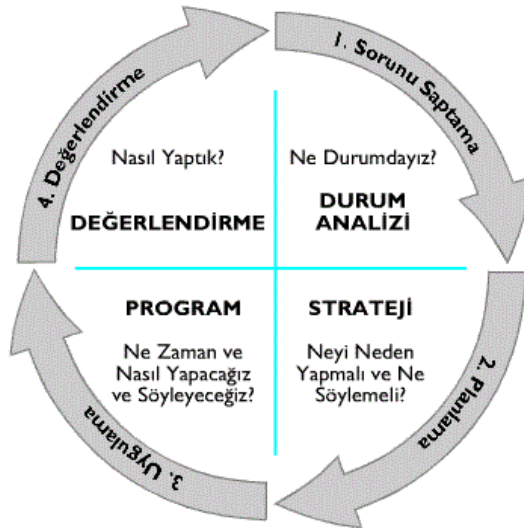 1. Sorunu Saptama
Ne Durumdayız?
DURUM
ANALİZİ
2. Planlama
STRATEJİ
Neyi Neden
Yapmalı ve Ne
Söylemeli?
3. Uygulama
PROGRAM
Ne Zaman ve
Nasıl Yapacağız
ve Söyleyeceğiz?
4. Değerlendirme
Nasıl Yaptık?
DEĞERLENDİRME